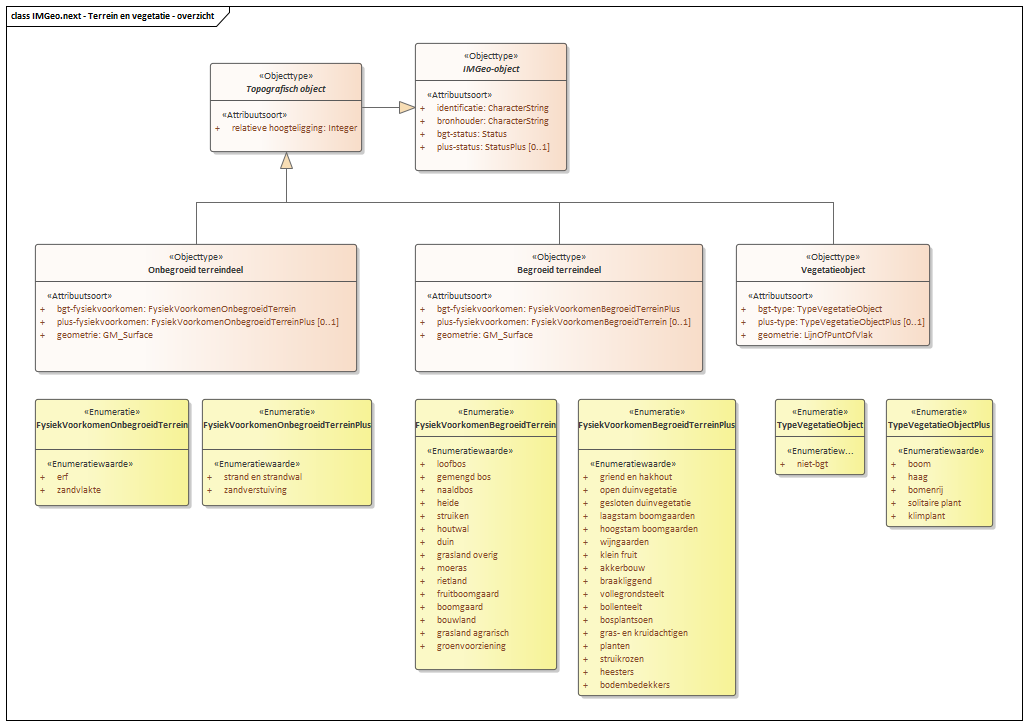 class IMGeo.next - Terrein en vegetatie - overzicht
«Objecttype»
Topografisch object
«Attribuutsoort»
+ relatieve hoogteligging: Integer
«Objecttype»
IMGeo-object
«Attribuutsoort»
+ identificatie: CharacterString
+ bronhouder: CharacterString
+ bgt-status: Status
+ plus-status: StatusPlus [0..1]
«Objecttype»
Onbegroeid terreindeel
«Attribuutsoort»
+ bgt-fysiekvoorkomen: FysiekVoorkomenOnbegroeidTerrein
+ plus-fysiekvoorkomen: FysiekVoorkomenOnbegroeidTerreinPlus [0..1]
+ geometrie: GM_Surface
«Objecttype»
Begroeid terreindeel
«Attribuutsoort»
+ bgt-fysiekvoorkomen: FysiekVoorkomenBegroeidTerreinPlus
+ plus-fysiekvoorkomen: FysiekVoorkomenBegroeidTerrein [0..1]
+ geometrie: GM_Surface
«Objecttype»
Vegetatieobject
«Attribuutsoort»
+ bgt-type: TypeVegetatieObject
+ plus-type: TypeVegetatieObjectPlus [0..1]
+ geometrie: LijnOfPuntOfVlak
«Enumeratie»
FysiekVoorkomenOnbegroeidTerrein
«Enumeratiewaarde»
+ erf
+ zandvlakte
«Enumeratie»
FysiekVoorkomenOnbegroeidTerreinPlus
«Enumeratiewaarde»
+ strand en strandwal
+ zandverstuiving
«Enumeratie»
FysiekVoorkomenBegroeidTerrein
«Enumeratiewaarde»
+ loofbos
+ gemengd bos
+ naaldbos
+ heide
+ struiken
+ houtwal
+ duin
+ grasland overig
+ moeras
+ rietland
+ fruitboomgaard
+ boomgaard
+ bouwland
+ grasland agrarisch
+ groenvoorziening
«Enumeratie»
FysiekVoorkomenBegroeidTerreinPlus
«Enumeratiewaarde»
+ griend en hakhout
+ open duinvegetatie
+ gesloten duinvegetatie
+ laagstam boomgaarden
+ hoogstam boomgaarden
+ wijngaarden
+ klein fruit
+ akkerbouw
+ braakliggend
+ vollegrondsteelt
+ bollenteelt
+ bosplantsoen
+ gras- en kruidachtigen
+ planten
+ struikrozen
+ heesters
+ bodembedekkers
«Enumeratie»
TypeVegetatieObject
«Enumeratiew...
+ niet-bgt
«Enumeratie»
TypeVegetatieObjectPlus
«Enumeratiewaarde»
+ boom
+ haag
+ bomenrij
+ solitaire plant
+ klimplant